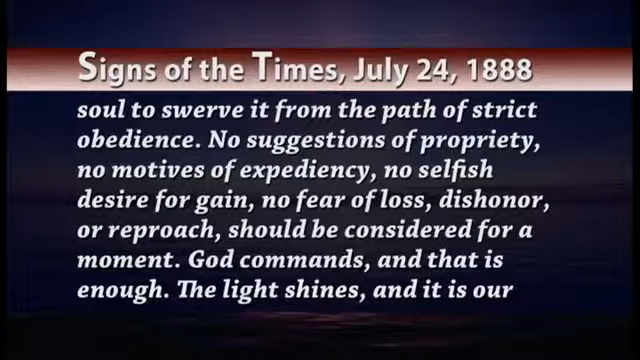 Signs of the Times, July 24, 1888
soul to swerve it from the path of strict
obedience. No suggestions of propriety,
no motives of expediency, no selfish
desire for gain, no fear of loss, dishonor,
or reproach, should be considered for a
moment. God commands, and that is
enough. The light shines, and it is our